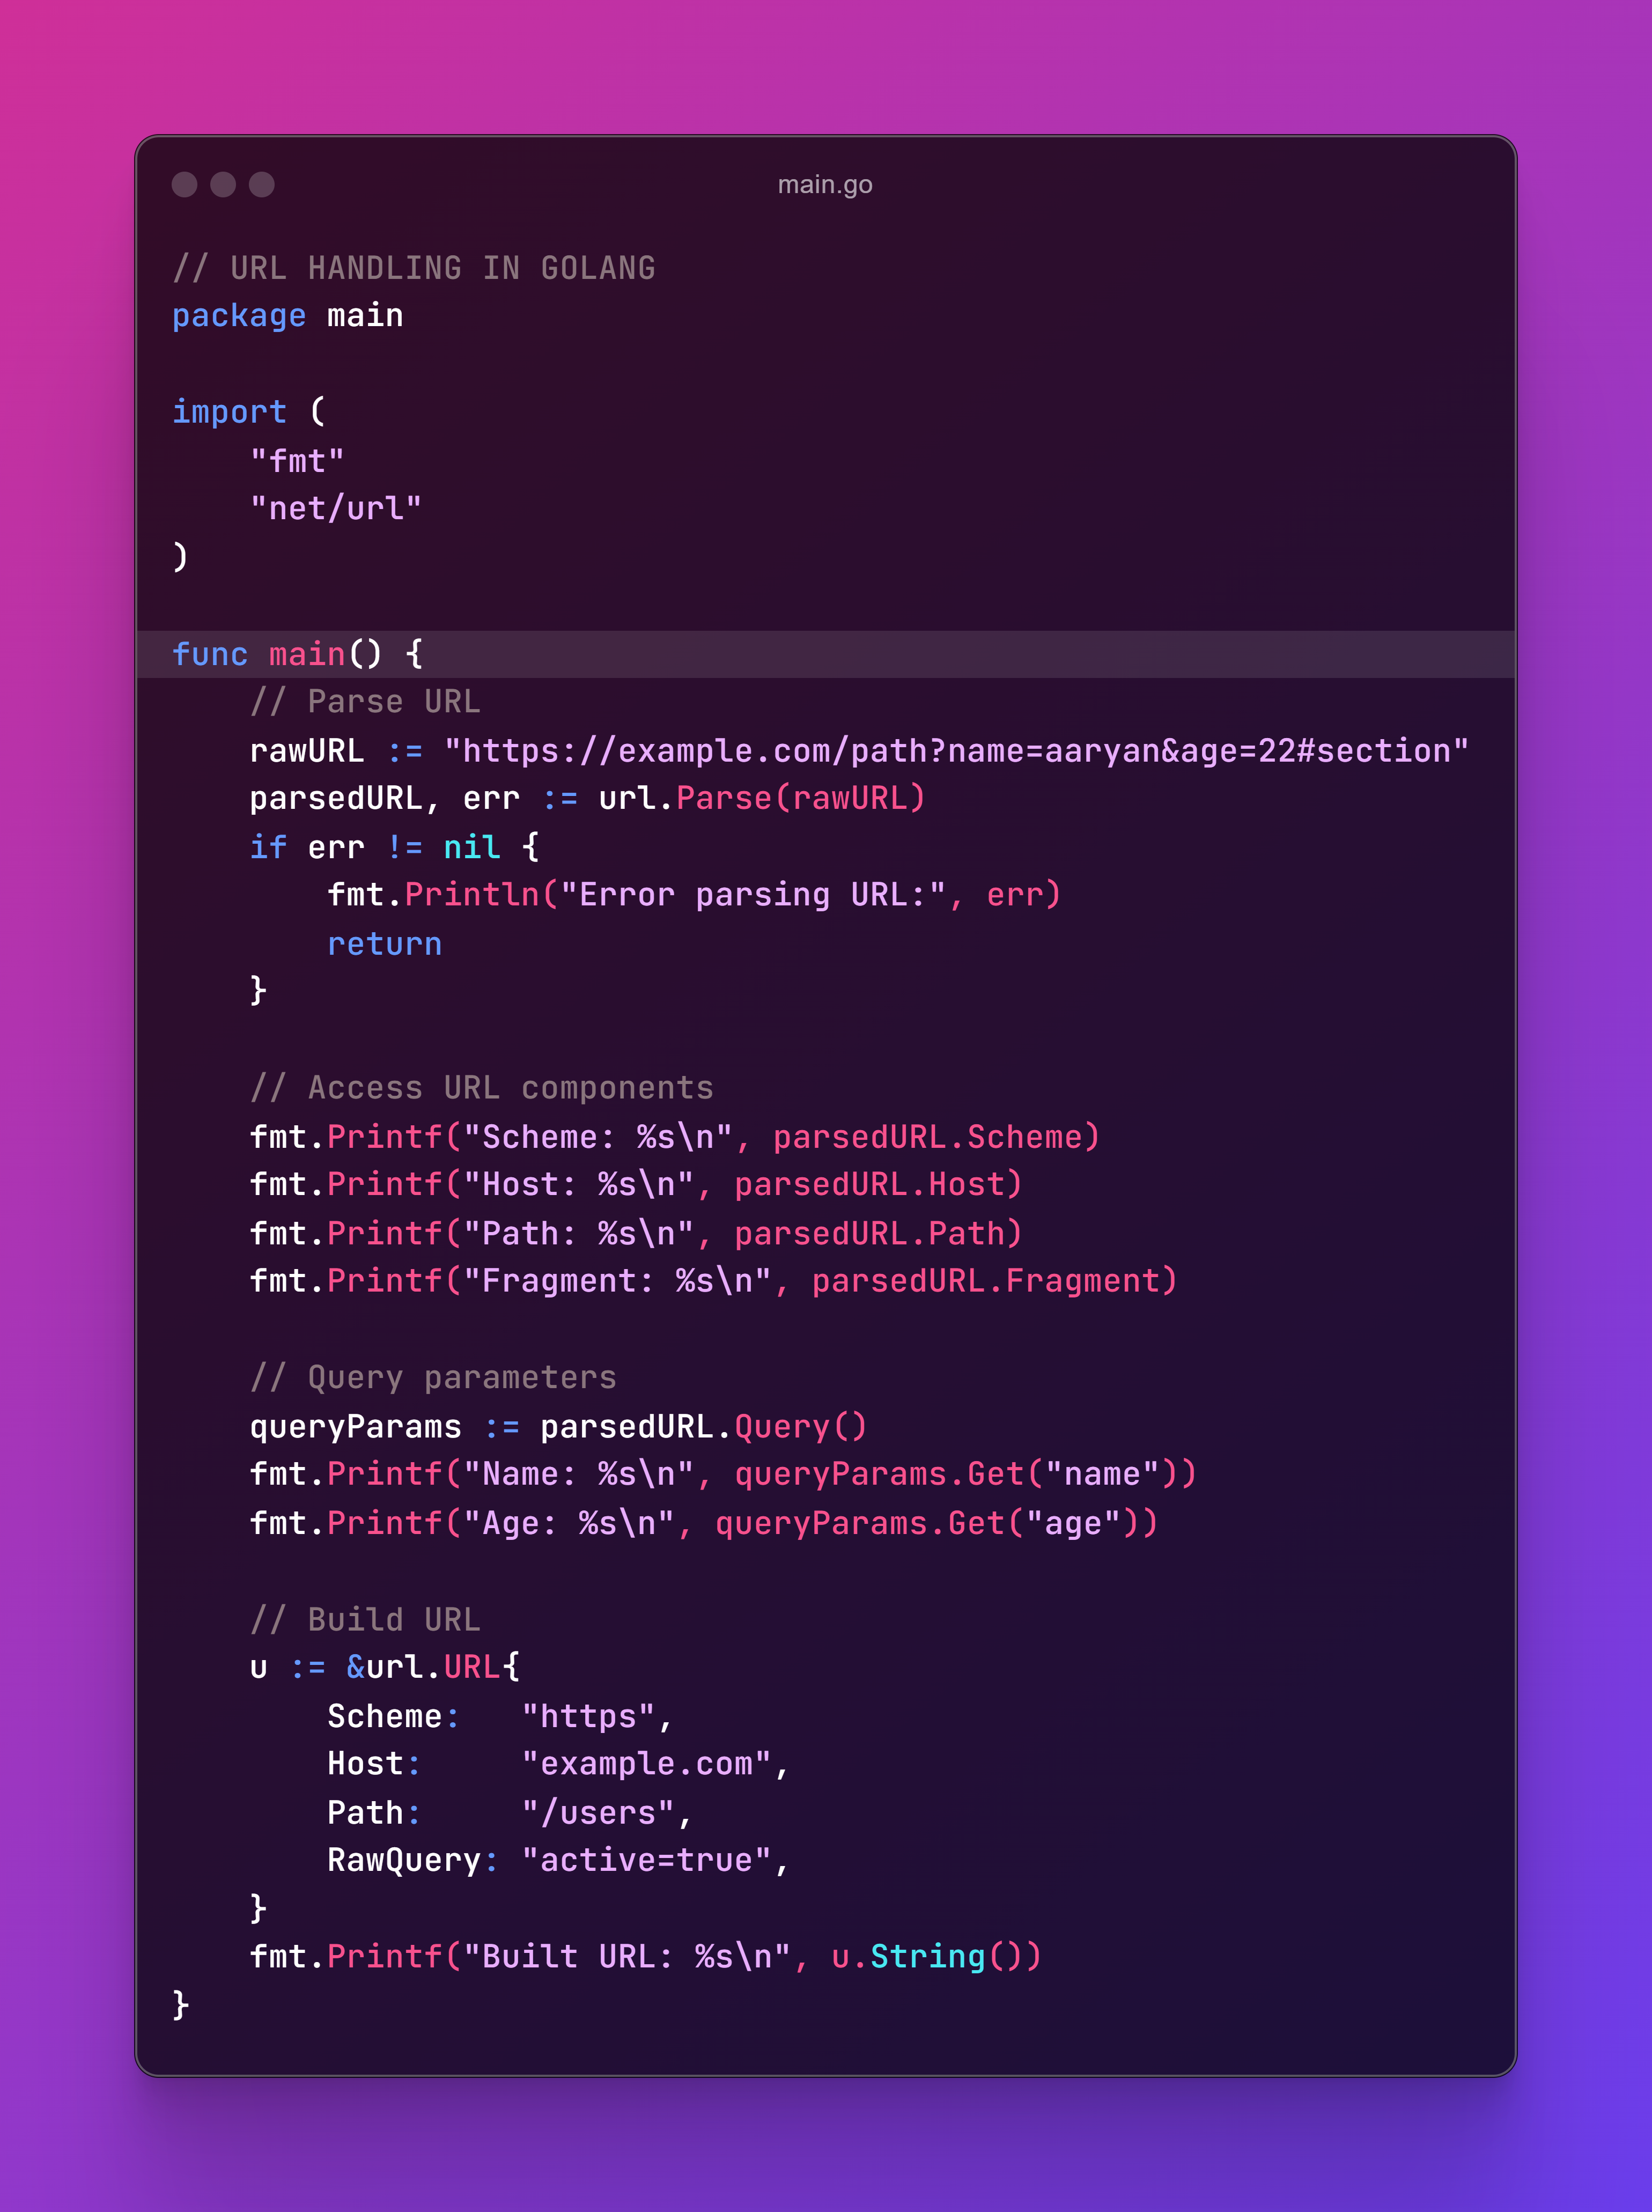 main.go
// URL HANDLING IN GOLANG
package main
import (
    "fmt"
    "net/url"
)
func main() {
    // Parse URL
    rawURL := "https://example.com/path?name=aaryan&age=22#section"
    parsedURL, err := url.Parse(rawURL)
    if err != nil {
        fmt.Println("Error parsing URL:", err)
        return
    }
    // Access URL components
    fmt.Printf("Scheme: %s\n", parsedURL.Scheme)
    fmt.Printf("Host: %s\n", parsedURL.Host)
    fmt.Printf("Path: %s\n", parsedURL.Path)
    fmt.Printf("Fragment: %s\n", parsedURL.Fragment)
    // Query parameters
    queryParams := parsedURL.Query()
    fmt.Printf("Name: %s\n", queryParams.Get("name"))
    fmt.Printf("Age: %s\n", queryParams.Get("age"))
    // Build URL
    u := &url.URL{
        Scheme:   "https",
        Host:     "example.com",
        Path:     "/users",
        RawQuery: "active=true",
    }
    fmt.Printf("Built URL: %s\n", u.String())
}